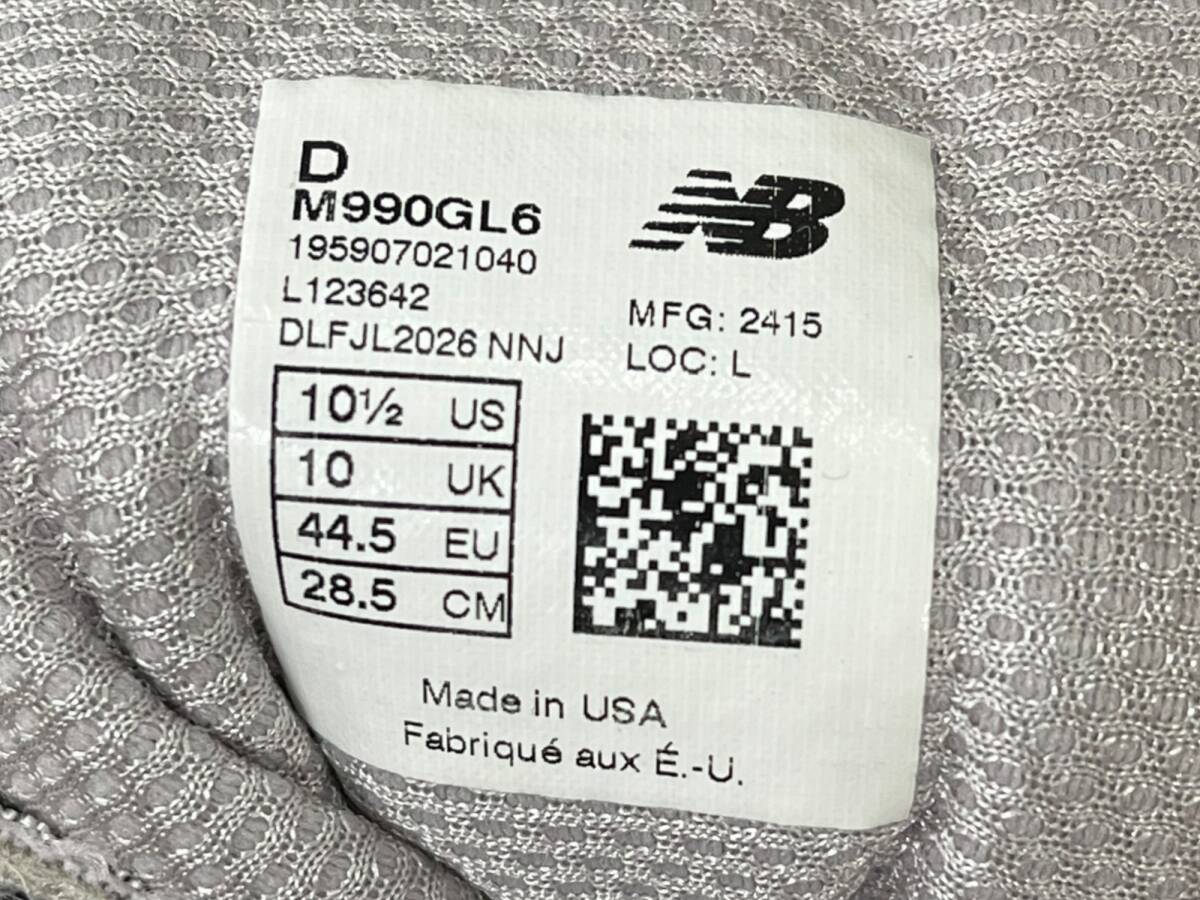 D
M990GL6
195907021040
L123642
DLFJL2026 NNJ
NB
MFG: 2415
LOC: L
10½ US
10 UK
44.5 EU
28.5 CM
Made in USA
Fabriqué aux É.-U.